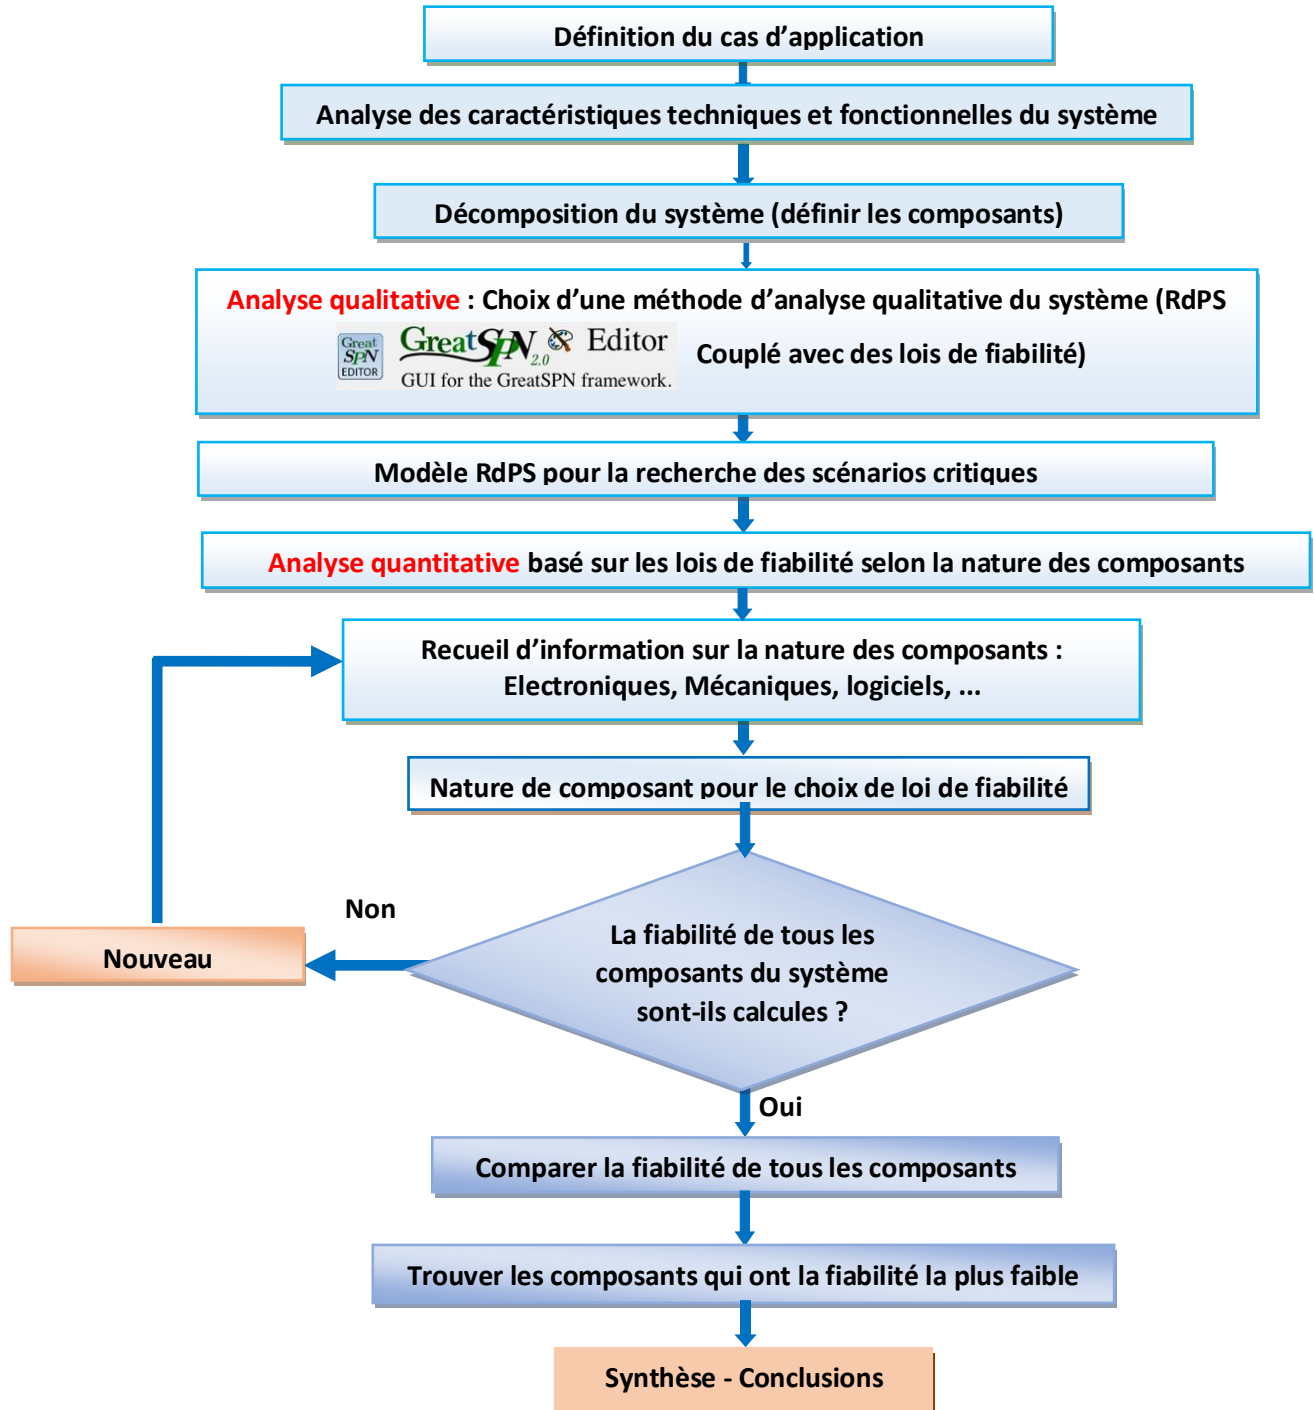 Définition du cas d’application
Analyse des caractéristiques techniques et fonctionnelles du système
Décomposition du système (définir les composants)
Analyse qualitative : Choix d’une méthode d’analyse qualitative du système (RdPS
Great
SPN
EDITOR
GreatSPN 2.0 Editor
GUI for the GreatSPN framework.
Couplé avec des lois de fiabilité)
Modèle RdPS pour la recherche des scénarios critiques
Analyse quantitative basé sur les lois de fiabilité selon la nature des composants
Recueil d’information sur la nature des composants :
Electroniques, Mécaniques, logiciels, ...
Nature de composant pour le choix de loi de fiabilité
Non
Nouveau
La fiabilité de tous les
composants du système
sont-ils calcules ?
Oui
Comparer la fiabilité de tous les composants
Trouver les composants qui ont la fiabilité la plus faible
Synthèse - Conclusions